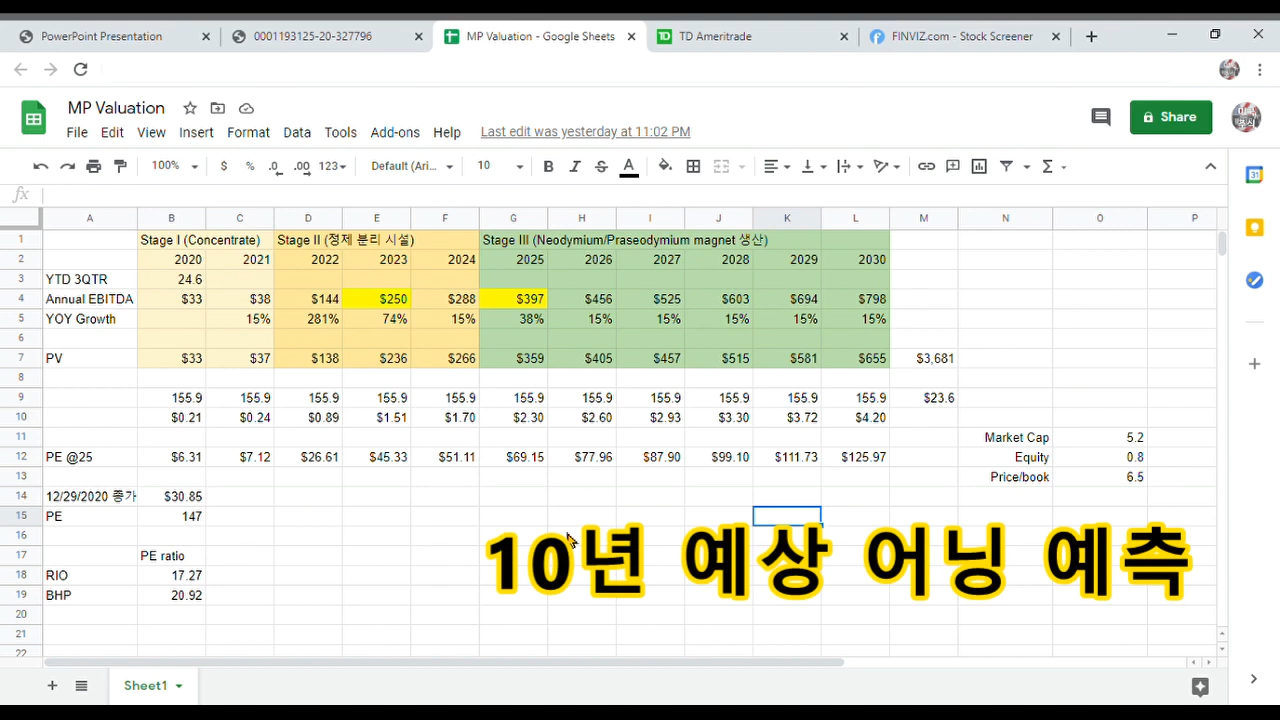 PowerPoint Presentation
0001193125-20-327796
MP Valuation - Google Sheets
TD Ameritrade
FINVIZ.com - Stock Screener
MP Valuation
File Edit View Insert Format Data Tools Add-ons Help Last edit was yesterday at 11:02 PM
Share
100% $ % .0 .00 123 Default (Ari... 10 B I S A
fx
A B C D E F G H I J K L M N O P
1 Stage I (Concentrate) Stage II (정제 분리 시설) Stage III (Neodymium/Praseodymium magnet 생산)
2 2020 2021 2022 2023 2024 2025 2026 2027 2028 2029 2030
3 YTD 3QTR 24.6
4 Annual EBITDA $33 $38 $144 $250 $288 $397 $456 $525 $603 $694 $798
5 YOY Growth 15% 281% 74% 15% 38% 15% 15% 15% 15% 15%
6
7 PV $33 $37 $138 $236 $266 $359 $405 $457 $515 $581 $655 $3,681
8
9 155.9 155.9 155.9 155.9 155.9 155.9 155.9 155.9 155.9 155.9 155.9 $23.6
10 $0.21 $0.24 $0.89 $1.51 $1.70 $2.30 $2.60 $2.93 $3.30 $3.72 $4.20
11 Market Cap 5.2
12 PE @25 $6.31 $7.12 $26.61 $45.33 $51.11 $69.15 $77.96 $87.90 $99.10 $111.73 $125.97 Equity 0.8
13 Price/book 6.5
14 12/29/2020 종가 $30.85
15 PE 147
16
17 PE ratio
18 RIO 17.27
19 BHP 20.92
20
21
22
10년 예상 어닝 예측
Sheet1